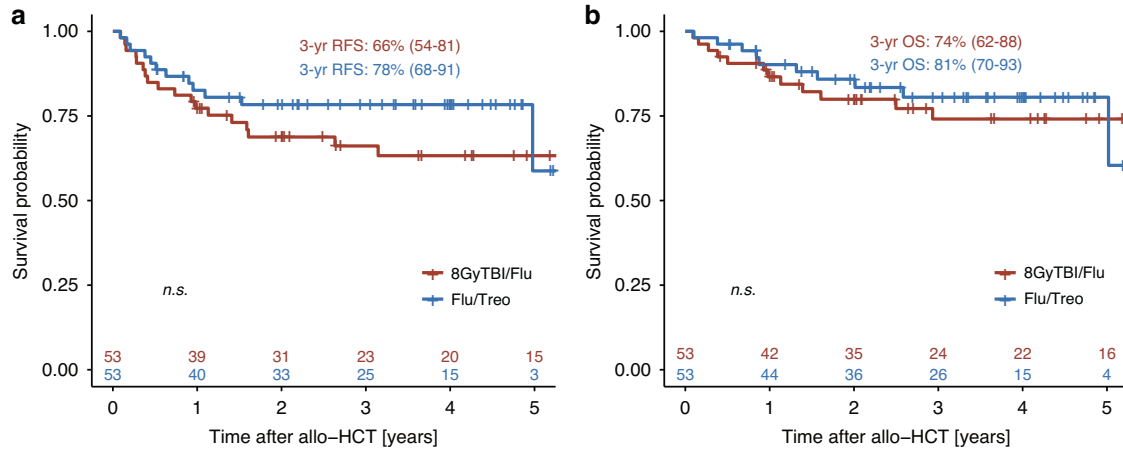 a
Survival probability
1.00
0.75
0.50
0.25
0.00
3-yr RFS: 66% (54-81)
3-yr RFS: 78% (68-91)
n.s.
8GyTBI/Flu
Flu/Treo
53 39 31 23 20 15
53 40 33 25 15 3
0 1 2 3 4 5
Time after allo-HCT [years]
b
Survival probability
1.00
0.75
0.50
0.25
0.00
3-yr OS: 74% (62-88)
3-yr OS: 81% (70-93)
n.s.
8GyTBI/Flu
Flu/Treo
53 42 35 24 22 16
53 44 36 26 15 4
0 1 2 3 4 5
Time after allo-HCT [years]